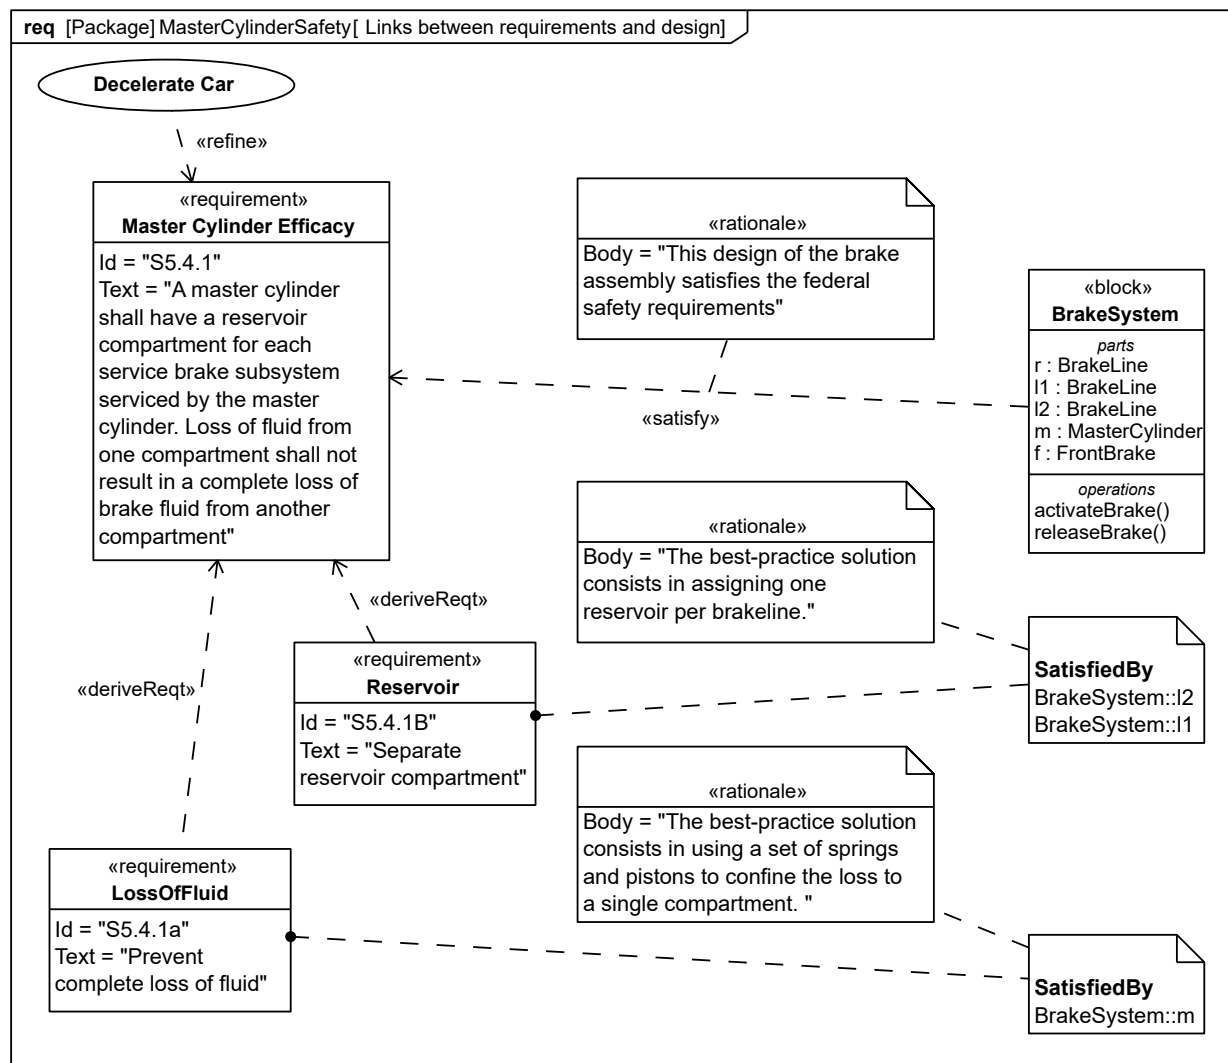 req [Package] MasterCylinderSafety[ Links between requirements and design]
Decelerate Car
«refine»
«requirement»
Master Cylinder Efficacy
Id = "S5.4.1"
Text = "A master cylinder
shall have a reservoir
compartment for each
service brake subsystem
serviced by the master
cylinder. Loss of fluid from
one compartment shall not
result in a complete loss of
brake fluid from another
compartment"
«rationale»
Body = "This design of the brake
assembly satisfies the federal
safety requirements"
«block»
BrakeSystem
parts
r : BrakeLine
l1 : BrakeLine
l2 : BrakeLine
m : MasterCylinder
f : FrontBrake
operations
activateBrake()
releaseBrake()
«satisfy»
«rationale»
Body = "The best-practice solution
consists in assigning one
reservoir per brakeline."
«deriveReqt»
«requirement»
Reservoir
Id = "S5.4.1B"
Text = "Separate
reservoir compartment"
SatisfiedBy
BrakeSystem::l2
BrakeSystem::l1
«deriveReqt»
«rationale»
Body = "The best-practice solution
consists in using a set of springs
and pistons to confine the loss to
a single compartment. "
«requirement»
LossOfFluid
Id = "S5.4.1a"
Text = "Prevent
complete loss of fluid"
SatisfiedBy
BrakeSystem::m